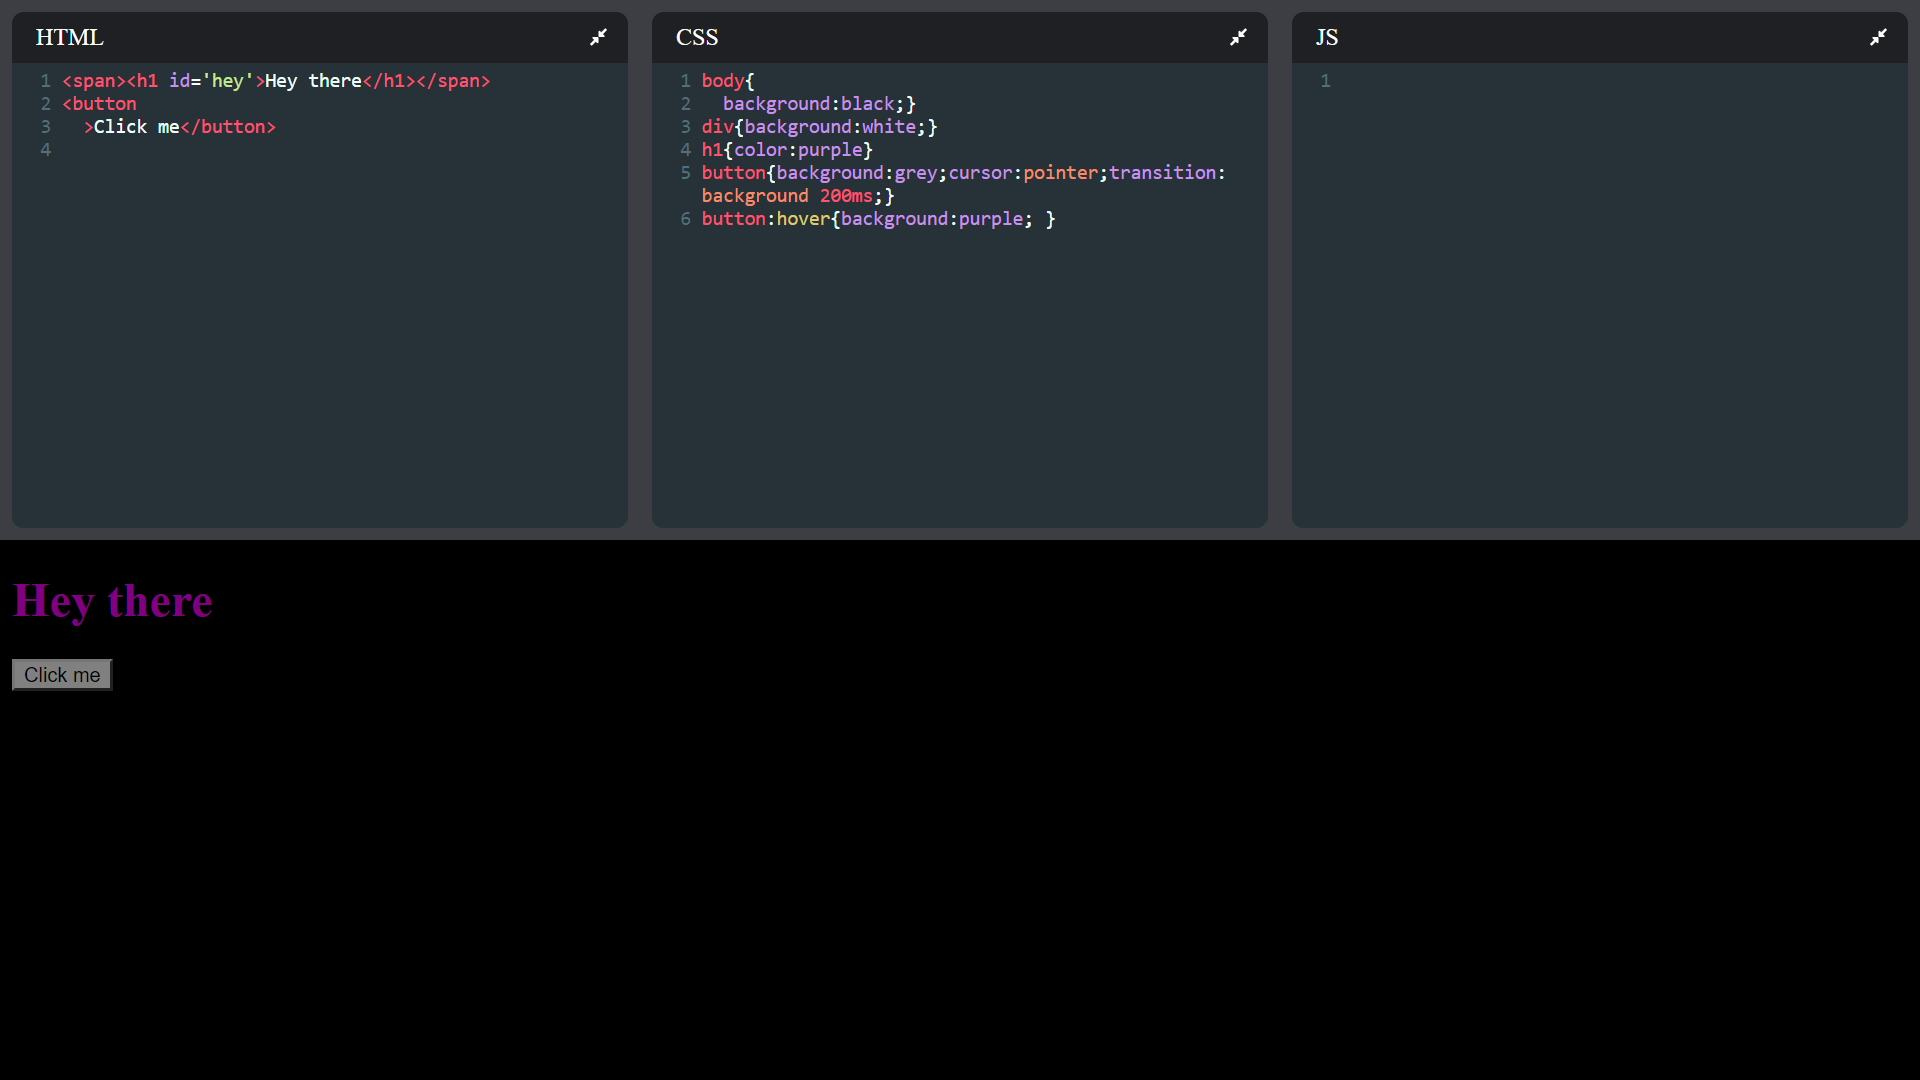 HTML
1 <span><h1 id='hey'>Hey there</h1></span>
2 <button
3   >Click me</button>
4
CSS
1 body{
2   background:black;}
3 div{background:white;}
4 h1{color:purple}
5 button{background:grey;cursor:pointer;transition:
background 200ms;}
6 button:hover{background:purple; }
JS
1
Hey there
Click me